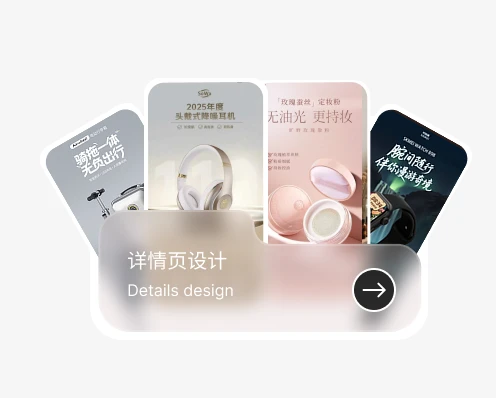 骑拖一体
无负出行
2025年度
头戴式降噪耳机
「玫瑰蚕丝」定妆粉
无油光 更持妆
腕间随行
伴你漫游奇境
详情页设计
Details design